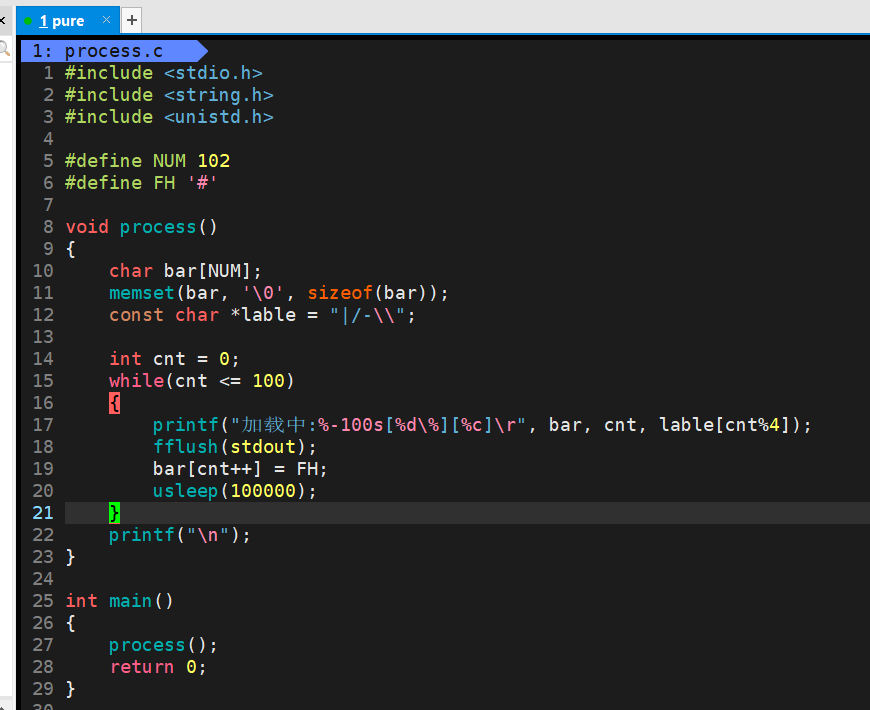 1 pure × +
1: process.c
1 #include <stdio.h>
2 #include <string.h>
3 #include <unistd.h>
4
5 #define NUM 102
6 #define FH '#'
7
8 void process()
9 {
10     char bar[NUM];
11     memset(bar, '\0', sizeof(bar));
12     const char *lable = "|/-\\";
13
14     int cnt = 0;
15     while(cnt <= 100)
16     {
17         printf("加载中:%-100s[%d\%][%c]\r", bar, cnt, lable[cnt%4]);
18         fflush(stdout);
19         bar[cnt++] = FH;
20         usleep(100000);
21     }
22     printf("\n");
23 }
24
25 int main()
26 {
27     process();
28     return 0;
29 }
30